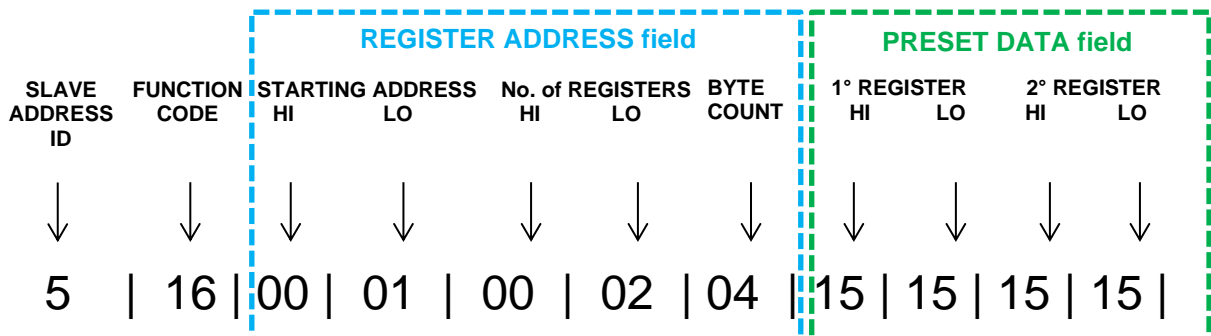 REGISTER ADDRESS field PRESET DATA field
SLAVE FUNCTION STARTING ADDRESS No. of REGISTERS BYTE 1° REGISTER 2° REGISTER
ADDRESS CODE HI LO HI LO COUNT HI LO HI LO
ID
5 | 16 | 00 | 01 | 00 | 02 | 04 | 15 | 15 | 15 | 15 |